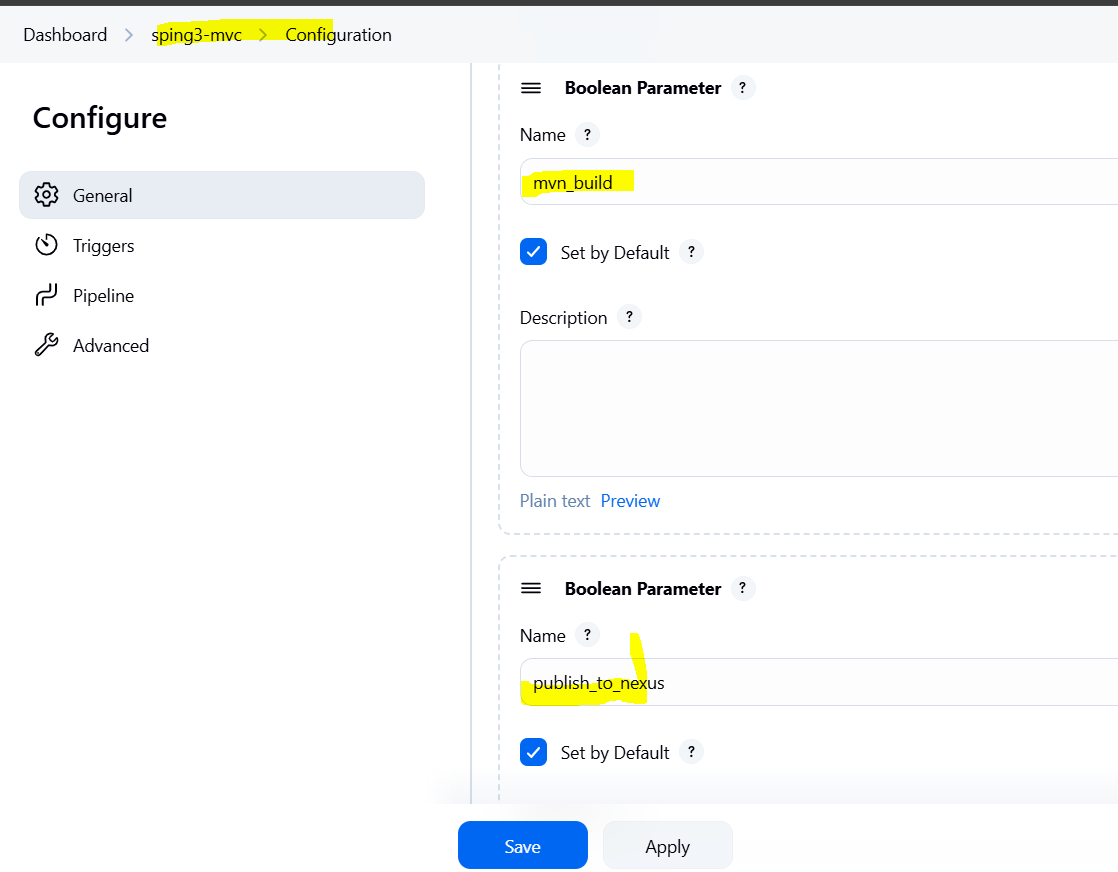 Dashboard > sping3-mvc > Configuration
Configure
General
Triggers
Pipeline
Advanced
Boolean Parameter ?
Name ?
mvn_build
Set by Default ?
Description ?
Plain text Preview
Boolean Parameter ?
Name ?
publish_to_nexus
Set by Default ?
Save Apply